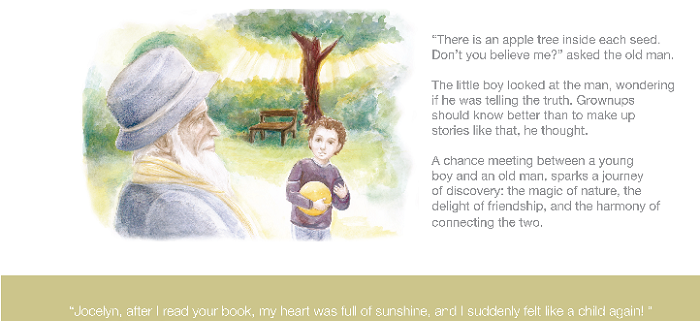 “There is an apple tree inside each seed.
Don’t you believe me?” asked the old man.
The little boy looked at the man, wondering
if he was telling the truth. Grownups
should know better than to make up
stories like that, he thought.
A chance meeting between a young
boy and an old man, sparks a journey
of discovery: the magic of nature, the
delight of friendship, and the harmony of
connecting the two.
“Jocelyn, after I read your book, my heart was full of sunshine, and I suddenly felt like a child again! ”